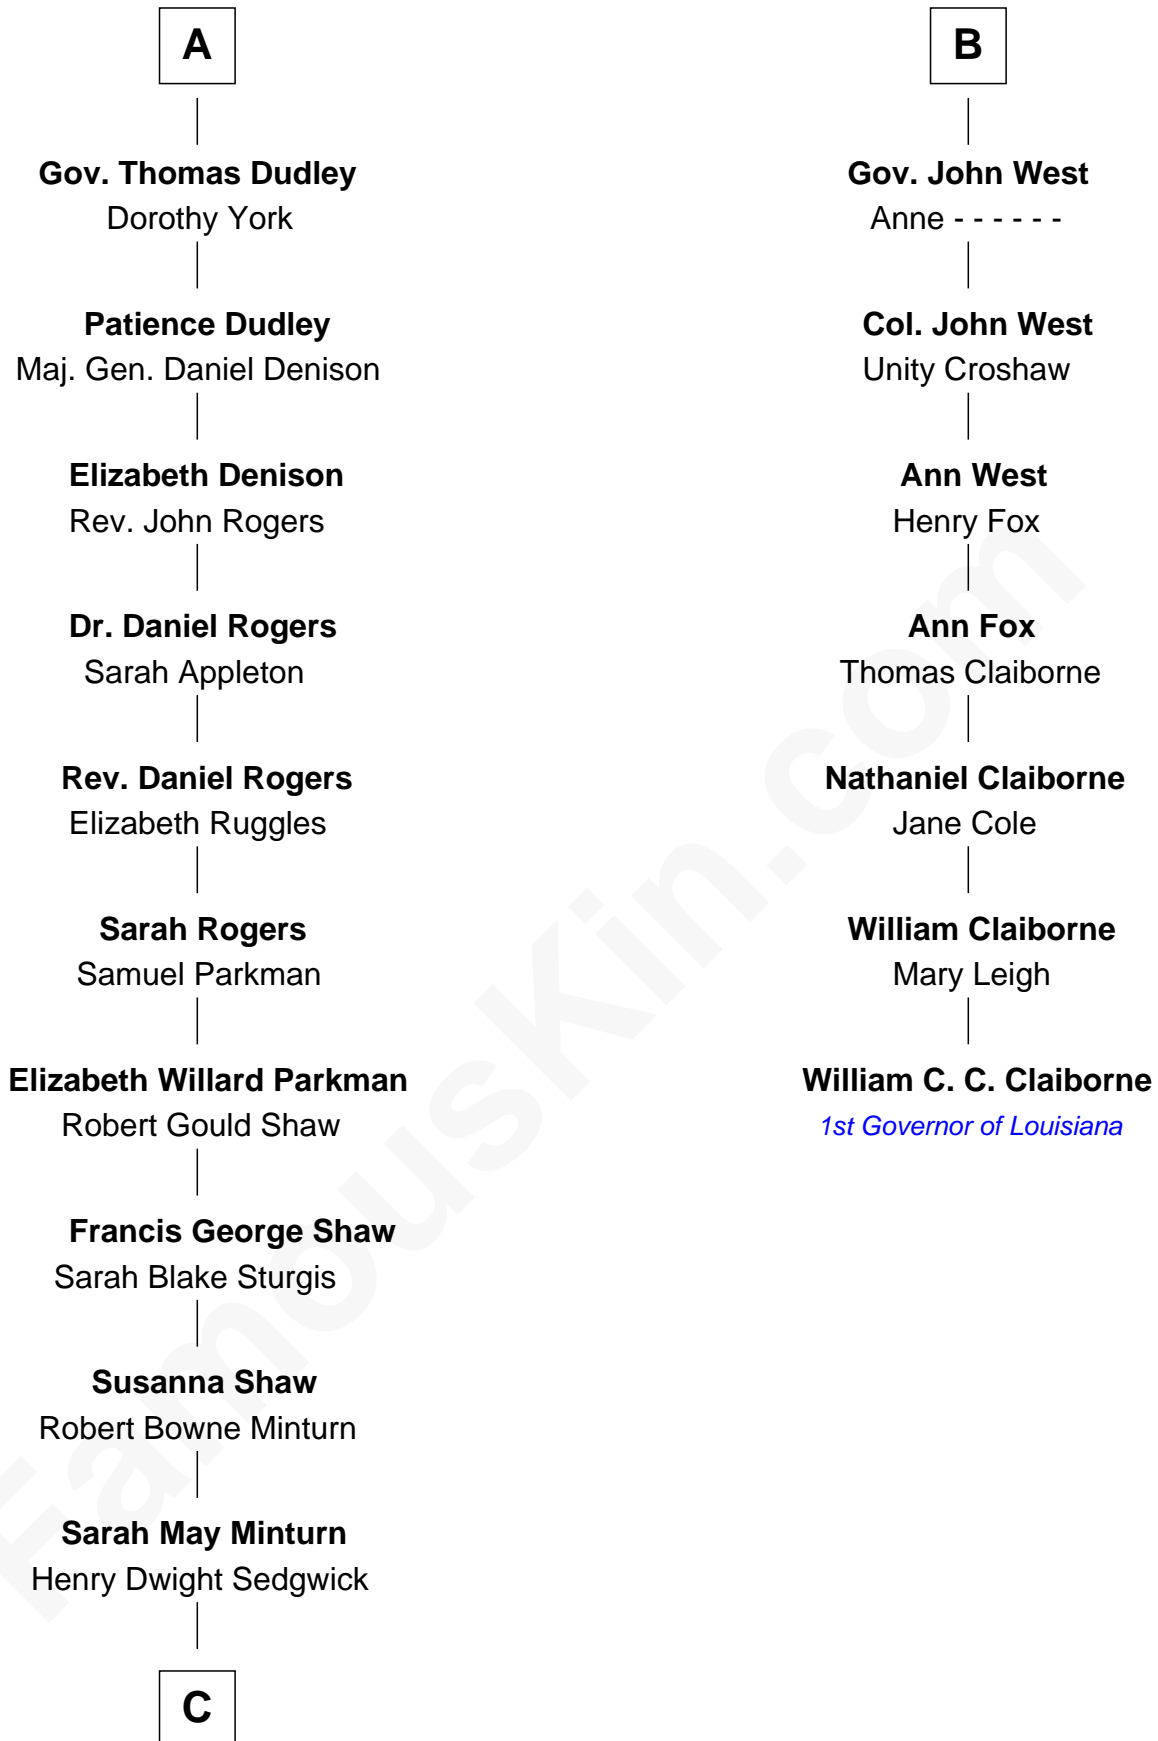 A
Gov. Thomas Dudley
Dorothy York
Patience Dudley
Maj. Gen. Daniel Denison
Elizabeth Denison
Rev. John Rogers
Dr. Daniel Rogers
Sarah Appleton
Rev. Daniel Rogers
Elizabeth Ruggles
Sarah Rogers
Samuel Parkman
Elizabeth Willard Parkman
Robert Gould Shaw
Francis George Shaw
Sarah Blake Sturgis
Susanna Shaw
Robert Bowne Minturn
Sarah May Minturn
Henry Dwight Sedgwick
C
B
Gov. John West
Anne - - - - - -
Col. John West
Unity Croshaw
Ann West
Henry Fox
Ann Fox
Thomas Claiborne
Nathaniel Claiborne
Jane Cole
William Claiborne
Mary Leigh
William C. C. Claiborne
1st Governor of Louisiana
FamousKin.com